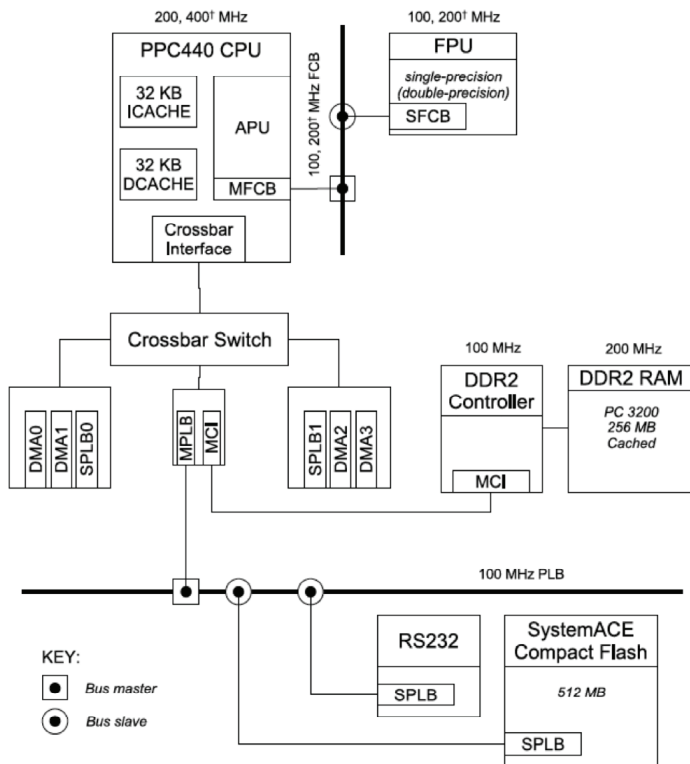 200, 400† MHz
100, 200† MHz
PPC440 CPU
FPU
single-precision
(double-precision)
SFCB
32 KB
ICACHE
APU
32 KB
DCACHE
MFCB
100, 200† MHz FCB
Crossbar
Interface
Crossbar Switch
100 MHz
200 MHz
DDR2
Controller
DDR2 RAM
PC 3200
256 MB
Cached
DMA0
DMA1
SPLB0
MPLB
MCI
SPLB1
DMA2
DMA3
MCI
100 MHz PLB
RS232
SPLB
SystemACE
Compact Flash
512 MB
SPLB
KEY:
Bus master
Bus slave